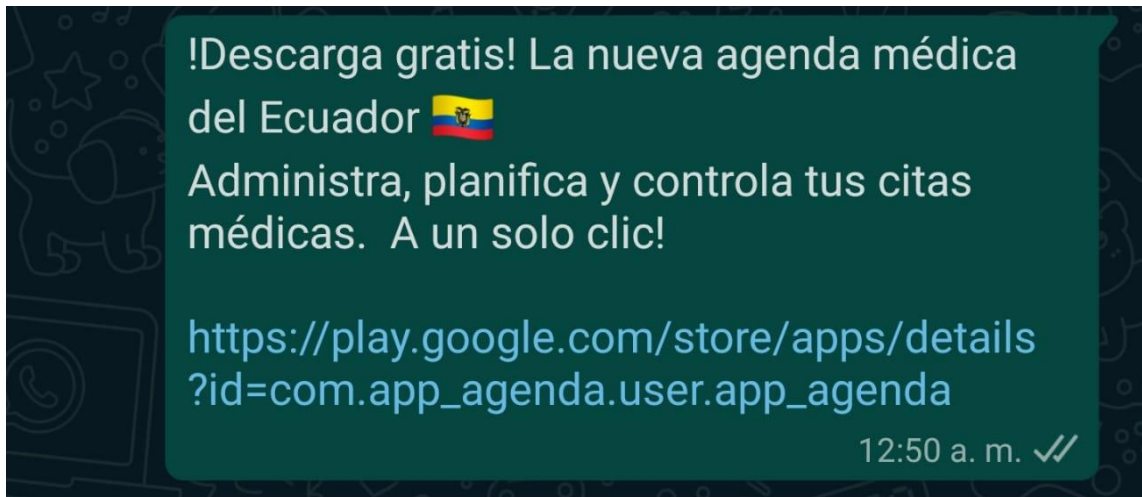 !Descarga gratis! La nueva agenda médica
del Ecuador 🇪🇨
Administra, planifica y controla tus citas
médicas.  A un solo clic!
https://play.google.com/store/apps/details
?id=com.app_agenda.user.app_agenda
12:50 a. m.